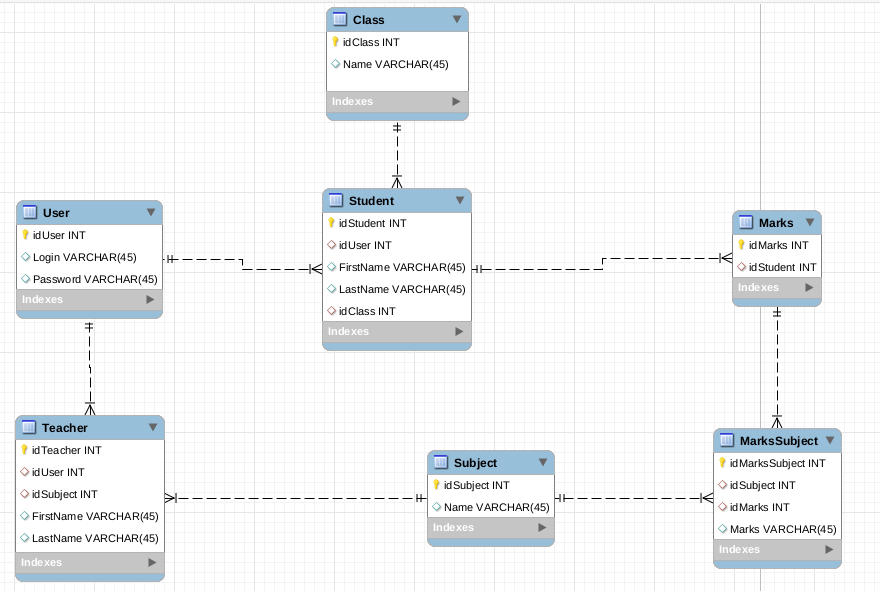 Class
idClass INT
Name VARCHAR(45)
Indexes
User
idUser INT
Login VARCHAR(45)
Password VARCHAR(45)
Indexes
Student
idStudent INT
idUser INT
FirstName VARCHAR(45)
LastName VARCHAR(45)
idClass INT
Indexes
Marks
idMarks INT
idStudent INT
Indexes
Teacher
idTeacher INT
idUser INT
idSubject INT
FirstName VARCHAR(45)
LastName VARCHAR(45)
Indexes
Subject
idSubject INT
Name VARCHAR(45)
Indexes
MarksSubject
idMarksSubject INT
idSubject INT
idMarks INT
Marks VARCHAR(45)
Indexes